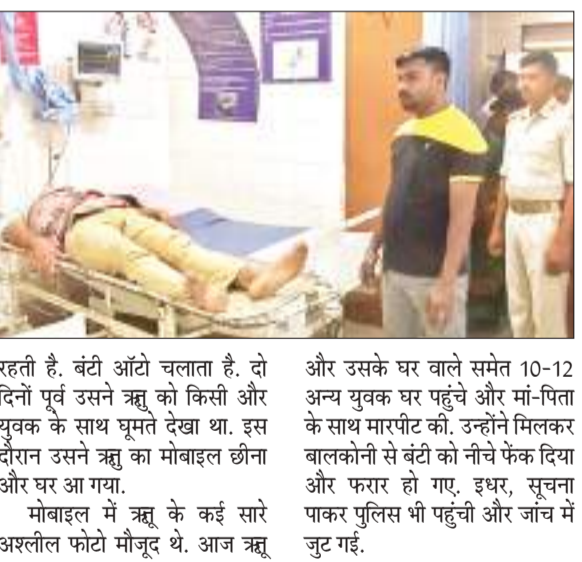 रहती है. बंटी ऑटो चलाता है. दो
दिनों पूर्व उसने ऋतु को किसी और
युवक के साथ घूमते देखा था. इस
दौरान उसने ऋतु का मोबाइल छीना
और घर आ गया.
मोबाइल में ऋतू के कई सारे
अश्लील फोटो मौजूद थे. आज ऋतू
और उसके घर वाले समेत 10-12
अन्य युवक घर पहुंचे और मां-पिता
के साथ मारपीट की. उन्होंने मिलकर
बालकोनी से बंटी को नीचे फेंक दिया
और फरार हो गए. इधर, सूचना
पाकर पुलिस भी पहुंची और जांच में
जुट गई.